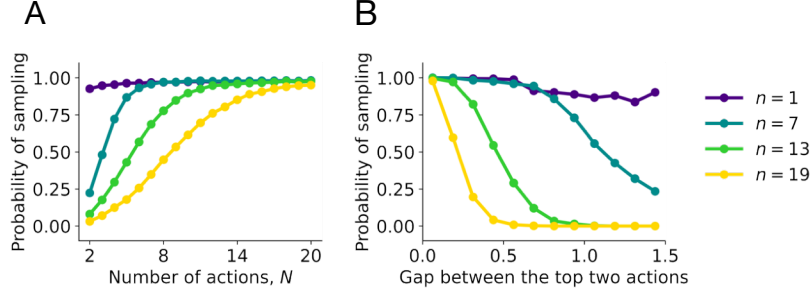 A
B
Probability of sampling
1.00
0.75
0.50
0.25
0.00
2
8
14
20
Number of actions, N
Probability of sampling
1.00
0.75
0.50
0.25
0.00
0.0
0.5
1.0
1.5
Gap between the top two actions
n = 1
n = 7
n = 13
n = 19